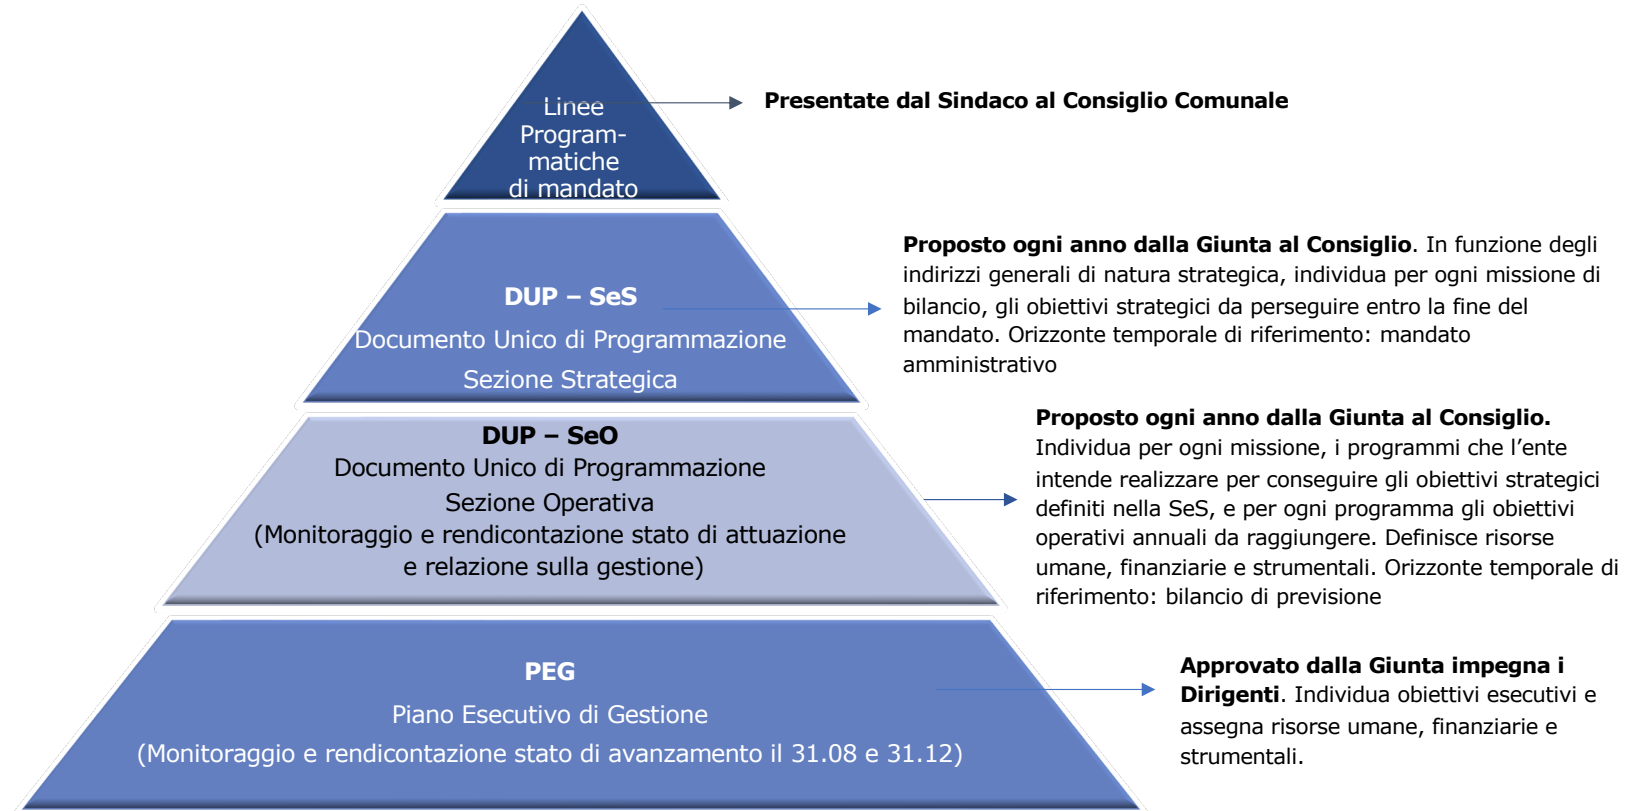 Linee
Program-
matiche
di mandato
Presentate dal Sindaco al Consiglio Comunale
DUP – SeS
Documento Unico di Programmazione
Sezione Strategica
Proposto ogni anno dalla Giunta al Consiglio. In funzione degli
indirizzi generali di natura strategica, individua per ogni missione di
bilancio, gli obiettivi strategici da perseguire entro la fine del
mandato. Orizzonte temporale di riferimento: mandato
amministrativo
DUP – SeO
Documento Unico di Programmazione
Sezione Operativa
(Monitoraggio e rendicontazione stato di attuazione
e relazione sulla gestione)
Proposto ogni anno dalla Giunta al Consiglio.
Individua per ogni missione, i programmi che l’ente
intende realizzare per conseguire gli obiettivi strategici
definiti nella SeS, e per ogni programma gli obiettivi
operativi annuali da raggiungere. Definisce risorse
umane, finanziarie e strumentali. Orizzonte temporale di
riferimento: bilancio di previsione
PEG
Piano Esecutivo di Gestione
(Monitoraggio e rendicontazione stato di avanzamento il 31.08 e 31.12)
Approvato dalla Giunta impegna i
Dirigenti. Individua obiettivi esecutivi e
assegna risorse umane, finanziarie e
strumentali.